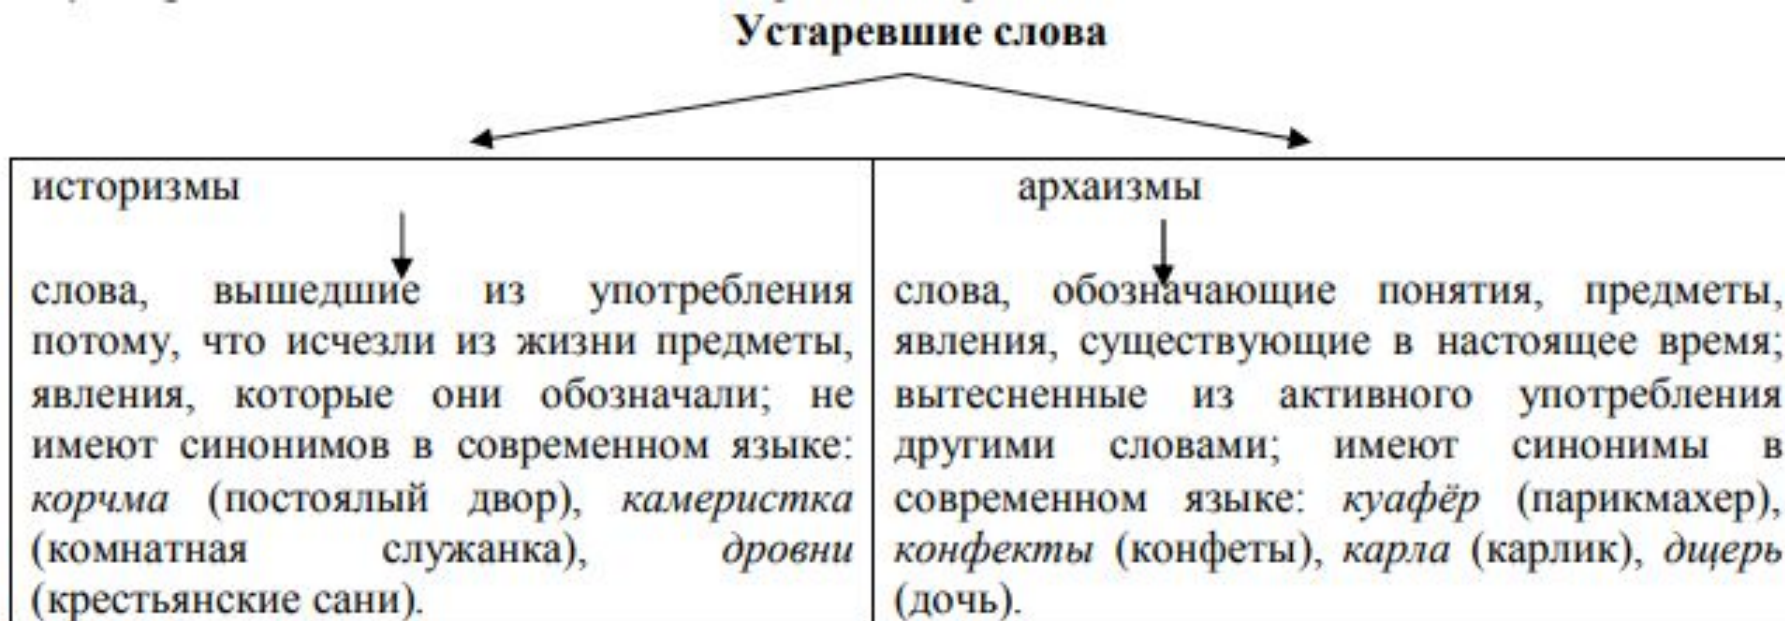 Устаревшие слова
историзмы
слова, вышедшие из употребления
потому, что исчезли из жизни предметы,
явления, которые они обозначали; не
имеют синонимов в современном языке:
корчма (постоялый двор), камеристка
(комнатная служанка), дровни
(крестьянские сани).
архаизмы
слова, обозначающие понятия, предметы,
явления, существующие в настоящее время;
вытесненные из активного употребления
другими словами; имеют синонимы в
современном языке: куафёр (парикмахер),
конфекты (конфеты), карла (карлик), дщерь
(дочь).